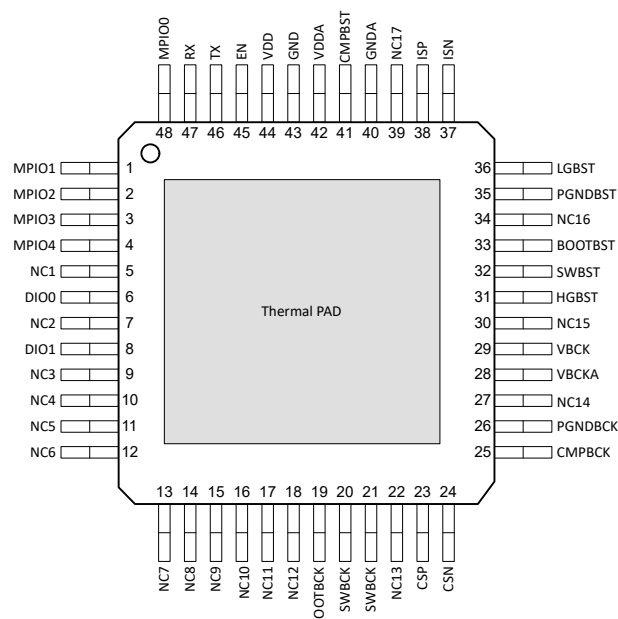 MPIO0 RX TX EN VDD GND VDDA CMPBST GNDA NC17 ISP ISN
48 47 46 45 44 43 42 41 40 39 38 37
MPIO1 1 36 LGBST
MPIO2 2 35 PGNDBST
MPIO3 3 34 NC16
MPIO4 4 33 BOOTBST
NC1 5 32 SWBST
DIO0 6 31 HGBST
Thermal PAD
NC2 7 30 NC15
DIO1 8 29 VBCK
NC3 9 28 VBCKA
NC4 10 27 NC14
NC5 11 26 PGNDBCK
NC6 12 25 CMPBCK
13 14 15 16 17 18 19 20 21 22 23 24
NC7 NC8 NC9 NC10 NC11 NC12 OOTBCK SWBCK SWBCK NC13 CSP CSN